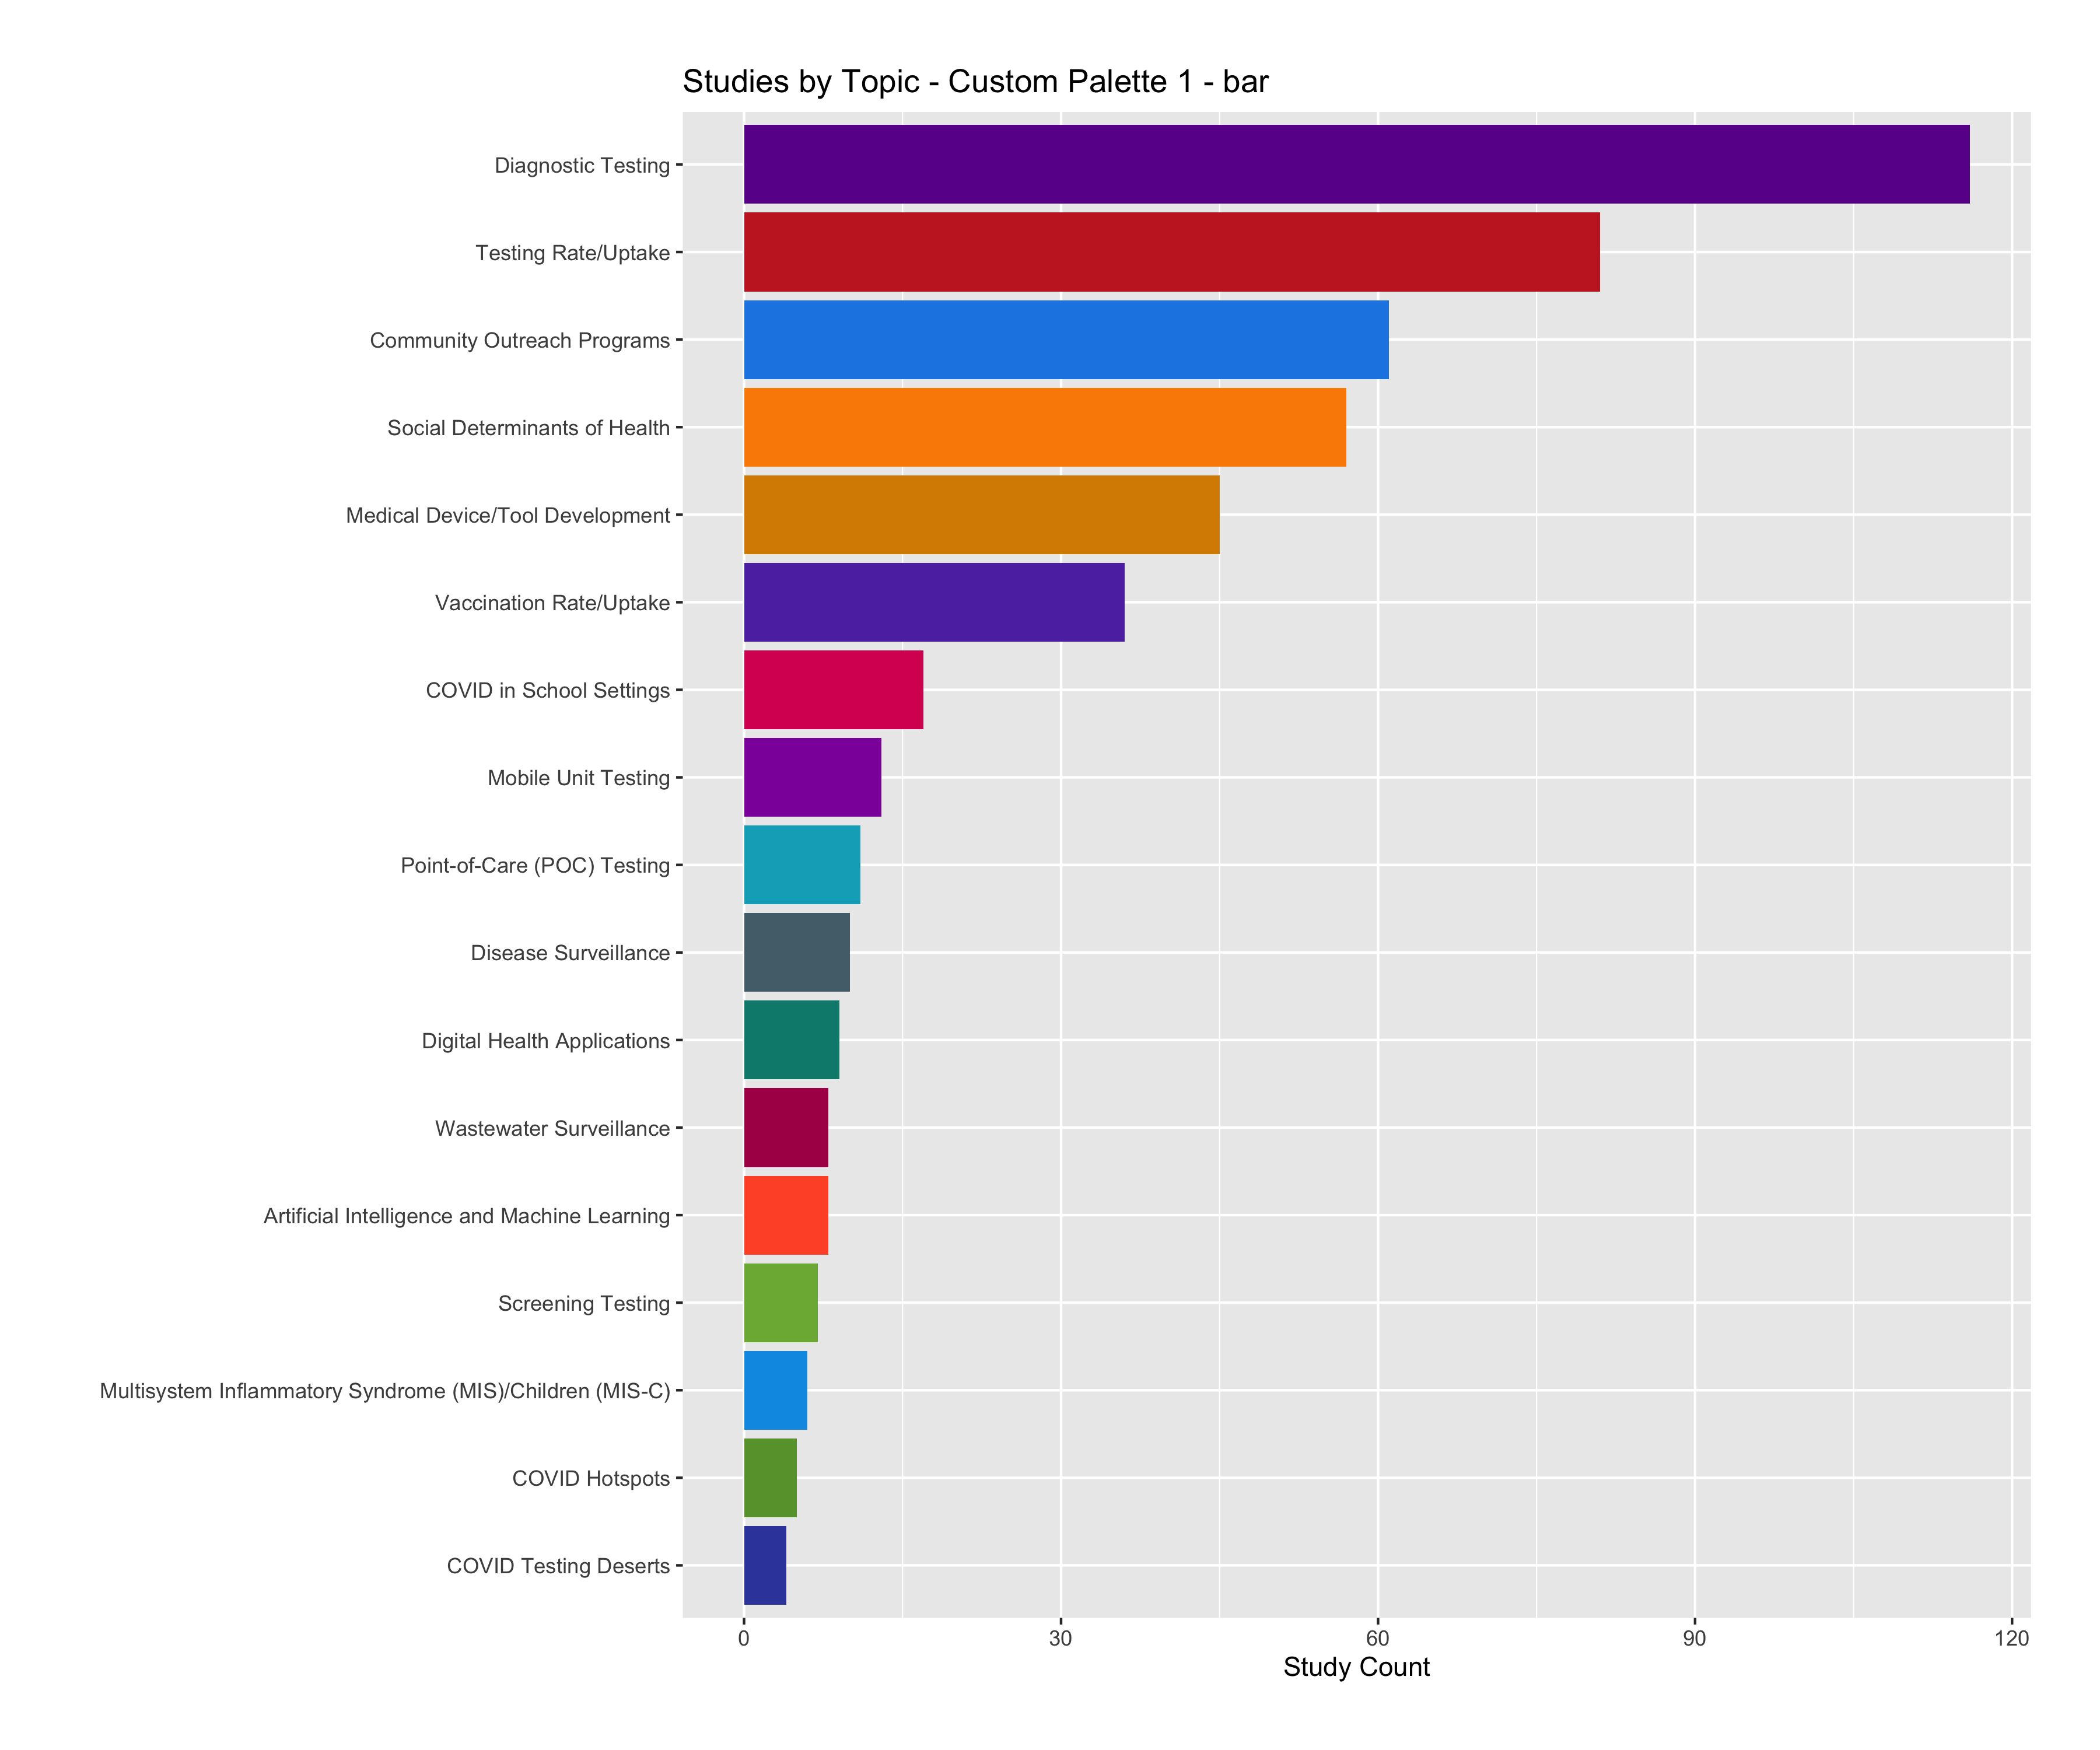 Studies by Topic - Custom Palette 1 - bar
Diagnostic Testing
Testing Rate/Uptake
Community Outreach Programs
Social Determinants of Health
Medical Device/Tool Development
Vaccination Rate/Uptake
COVID in School Settings
Mobile Unit Testing
Point-of-Care (POC) Testing
Disease Surveillance
Digital Health Applications
Wastewater Surveillance
Artificial Intelligence and Machine Learning
Screening Testing
Multisystem Inflammatory Syndrome (MIS)/Children (MIS-C)
COVID Hotspots
COVID Testing Deserts
0 30 60 90 120
Study Count